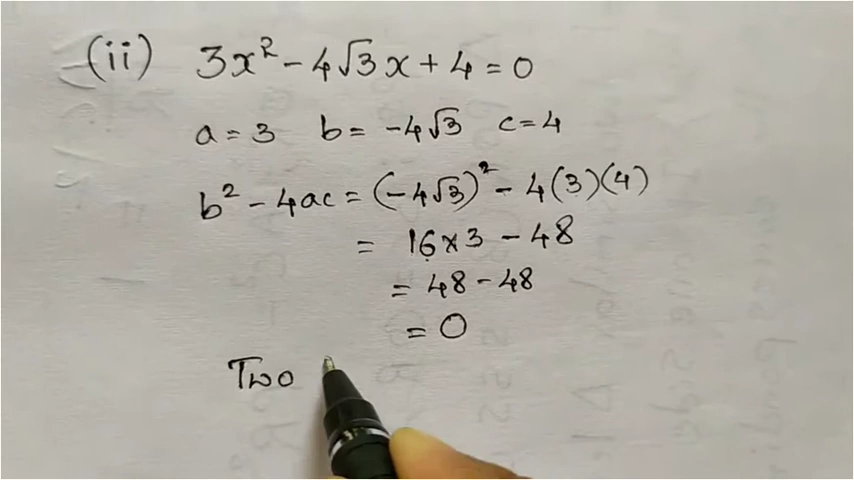 (ii) 3x² - 4√3x + 4 = 0
a = 3 b = -4√3 c = 4
b² - 4ac = (-4√3)² - 4(3)(4)
= 16×3 - 48
= 48 - 48
= 0
Two